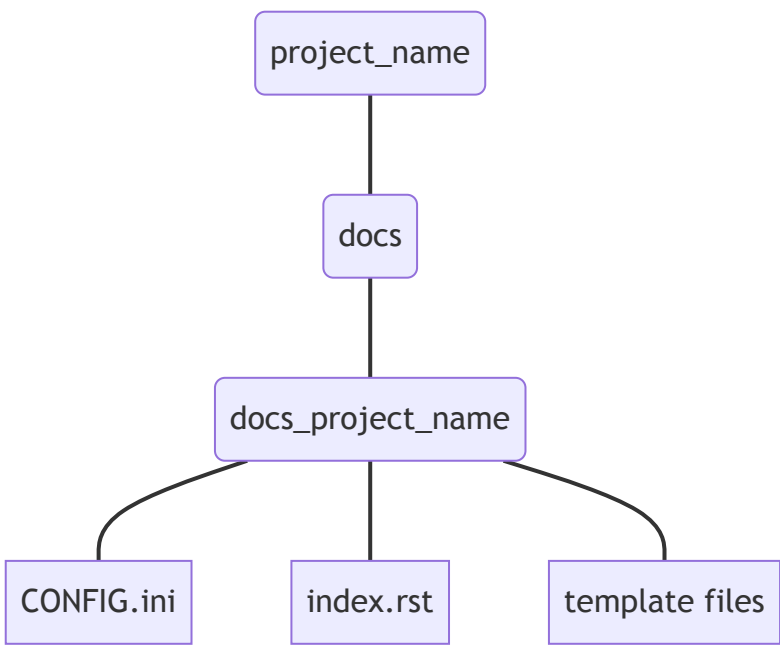 project_name
docs
docs_project_name
CONFIG.ini
index.rst
template files